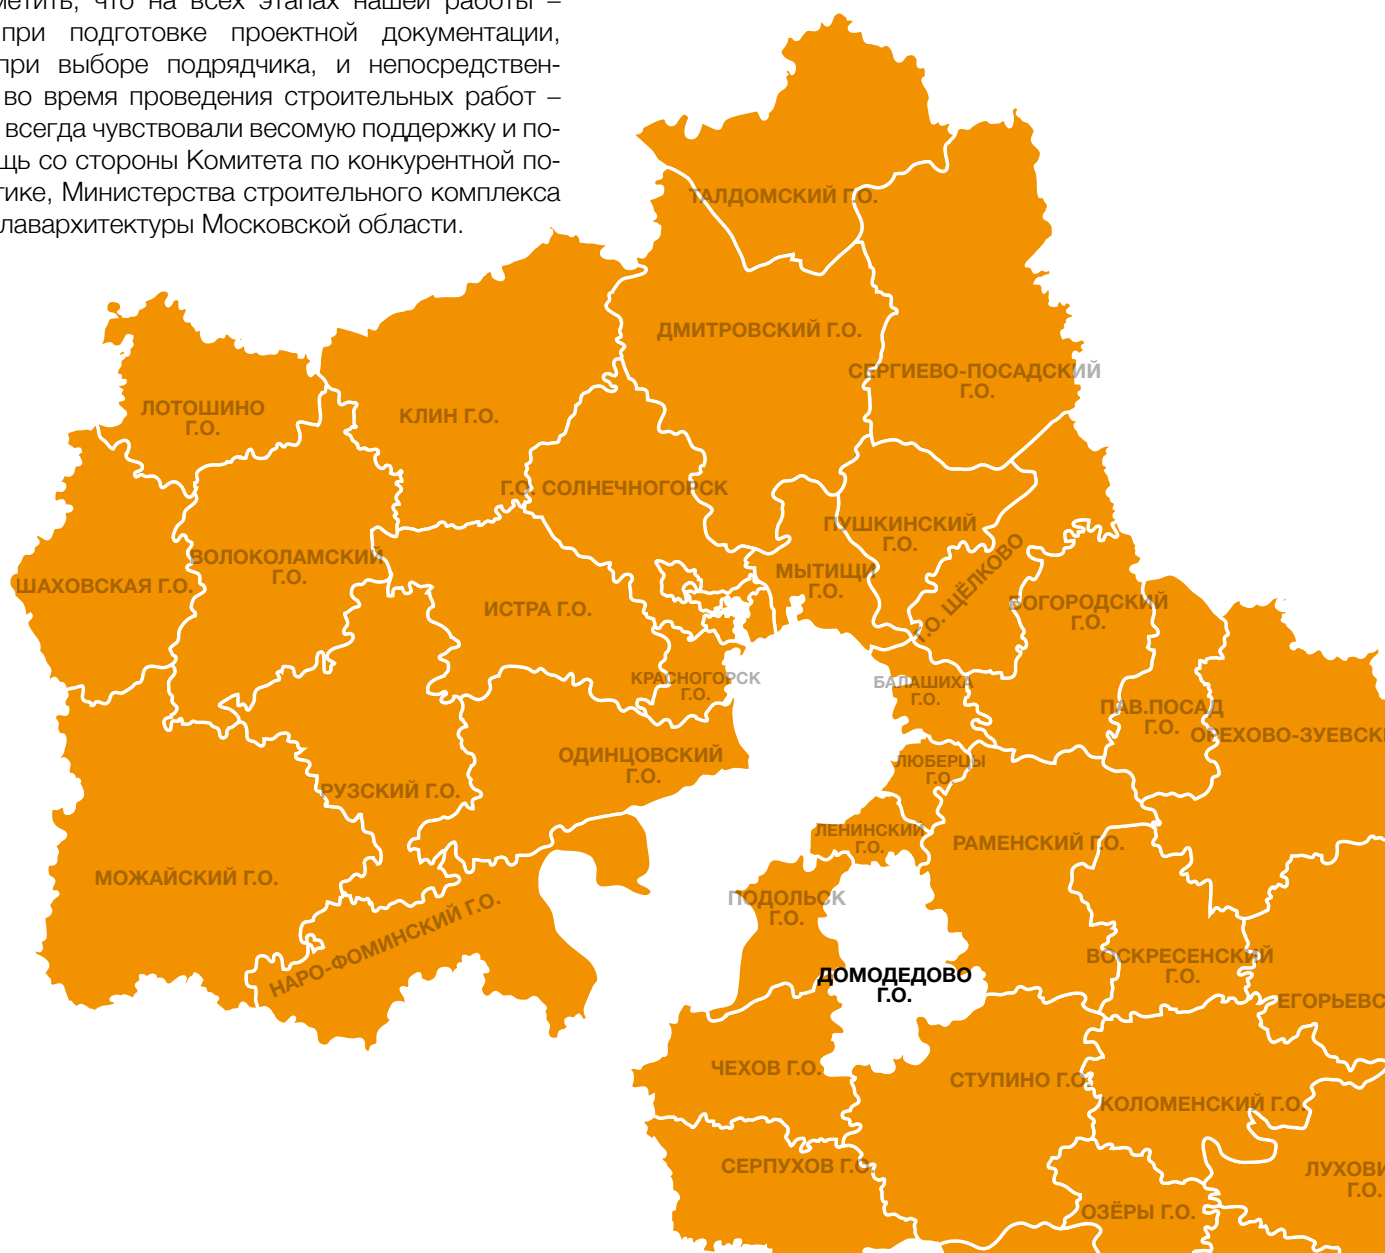 метить, что на всех этапах нашей работы –
при подготовке проектной документации,
при выборе подрядчика, и непосредствен-
во время проведения строительных работ –
всегда чувствовали весомую поддержку и по-
щь со стороны Комитета по конкурентной по-
тике, Министерства строительного комплекса
лавархитектуры Московской области.
ТАЛДОМСКИЙ Г.О.
ДМИТРОВСКИЙ Г.О.
СЕРГИЕВО-ПОСАДСКИЙ
Г.О.
ЛОТОШИНО
Г.О.
КЛИН Г.О.
Г.О. СОЛНЕЧНОГОРСК
ПУШКИНСКИЙ
Г.О.
ВОЛОКОЛАМСКИЙ
Г.О.
ШАХОВСКАЯ Г.О.
ИСТРА Г.О.
МЫТИЩИ
Г.О.
Г.О. ЩЁЛКОВО
БОГОРОДСКИЙ
Г.О.
КРАСНОГОРСК
Г.О.
БАЛАШИХА
Г.О.
ПАВ.ПОСАД
Г.О.
ОРЕХОВО-ЗУЕВСК
ОДИНЦОВСКИЙ
Г.О.
ЛЮБЕРЦЫ
Г.О.
РУЗСКИЙ Г.О.
ЛЕНИНСКИЙ
Г.О.
РАМЕНСКИЙ Г.О.
МОЖАЙСКИЙ Г.О.
ПОДОЛЬСК
Г.О.
НАРО-ФОМИНСКИЙ Г.О.
ВОСКРЕСЕНСКИЙ
Г.О.
ДОМОДЕДОВО
Г.О.
ЕГОРЬЕВС
ЧЕХОВ Г.О.
СТУПИНО Г.О.
КОЛОМЕНСКИЙ Г.О.
СЕРПУХОВ Г.О.
ЛУХОВИ
Г.О.
ОЗЁРЫ Г.О.